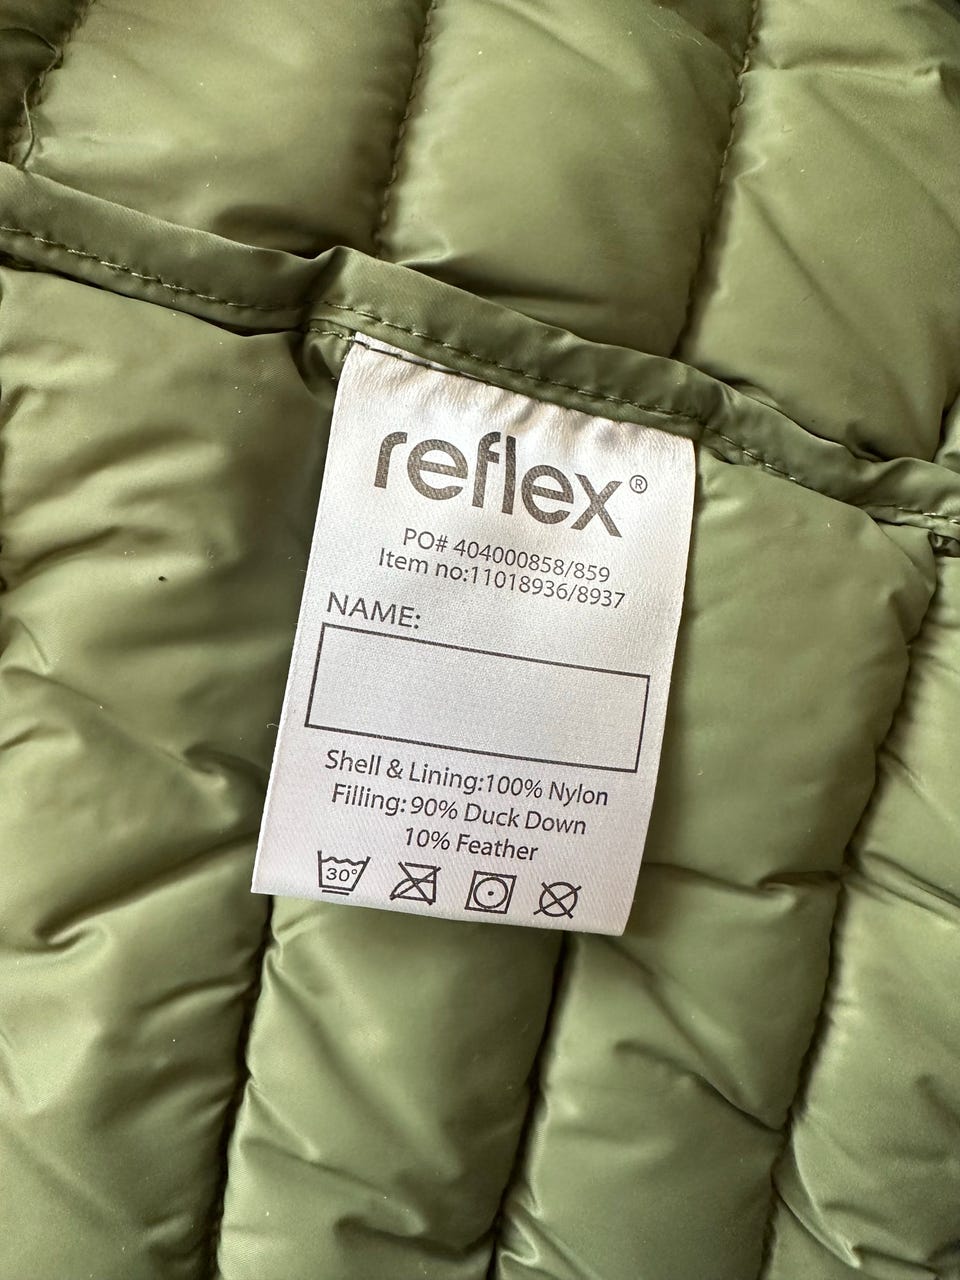 reflex®
PO# 404000858/859
Item no:11018936/8937
NAME:
Shell & Lining:100% Nylon
Filling: 90% Duck Down
10% Feather
30°